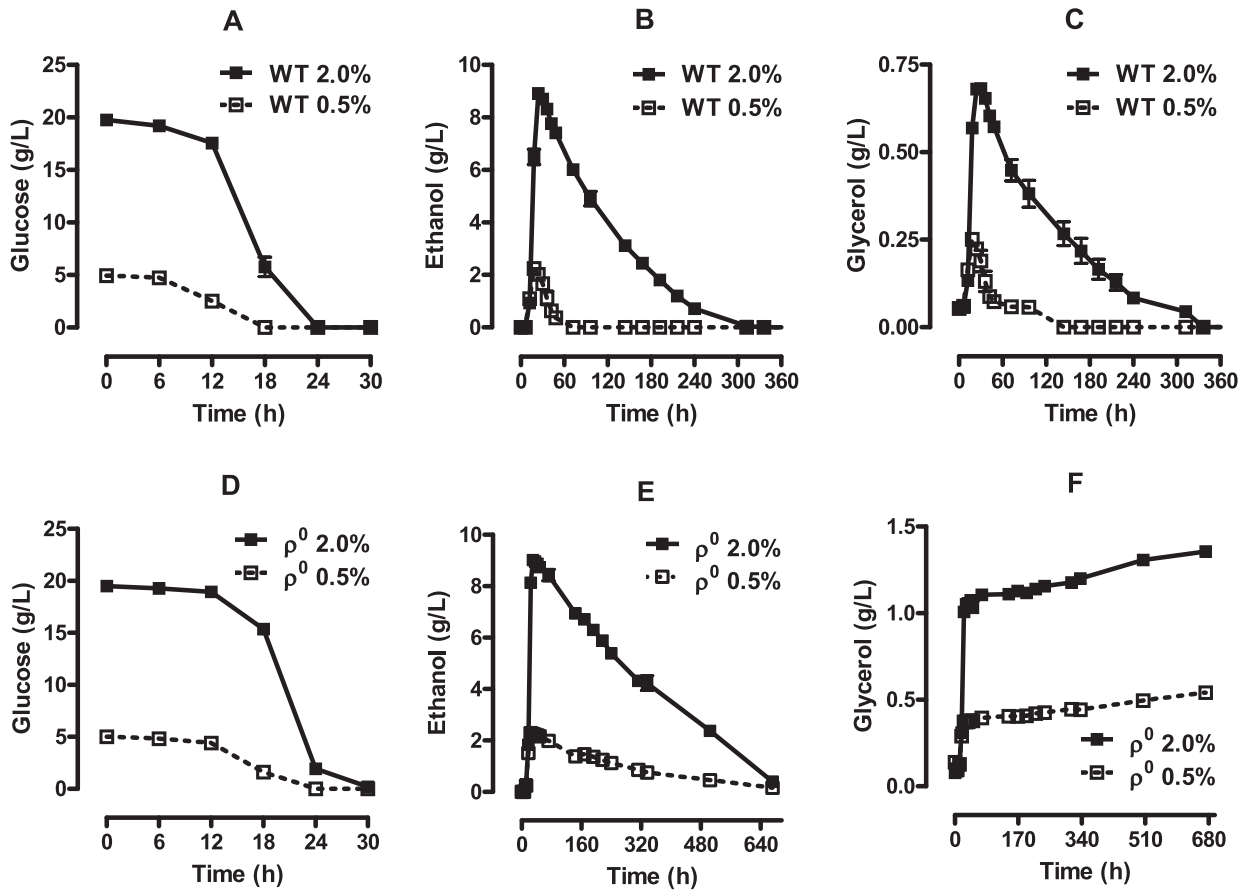 A
Glucose (g/L)
25
20
15
10
5
0
WT 2.0%
WT 0.5%
0 6 12 18 24 30
Time (h)
B
Ethanol (g/L)
10
8
6
4
2
0
WT 2.0%
WT 0.5%
0 60 120 180 240 300 360
Time (h)
C
Glycerol (g/L)
0.75
0.50
0.25
0.00
WT 2.0%
WT 0.5%
0 60 120 180 240 300 360
Time (h)
D
Glucose (g/L)
25
20
15
10
5
0
ρ⁰ 2.0%
ρ⁰ 0.5%
0 6 12 18 24 30
Time (h)
E
Ethanol (g/L)
10
8
6
4
2
0
ρ⁰ 2.0%
ρ⁰ 0.5%
0 160 320 480 640
Time (h)
F
Glycerol (g/L)
1.5
1.0
0.5
0.0
ρ⁰ 2.0%
ρ⁰ 0.5%
0 170 340 510 680
Time (h)